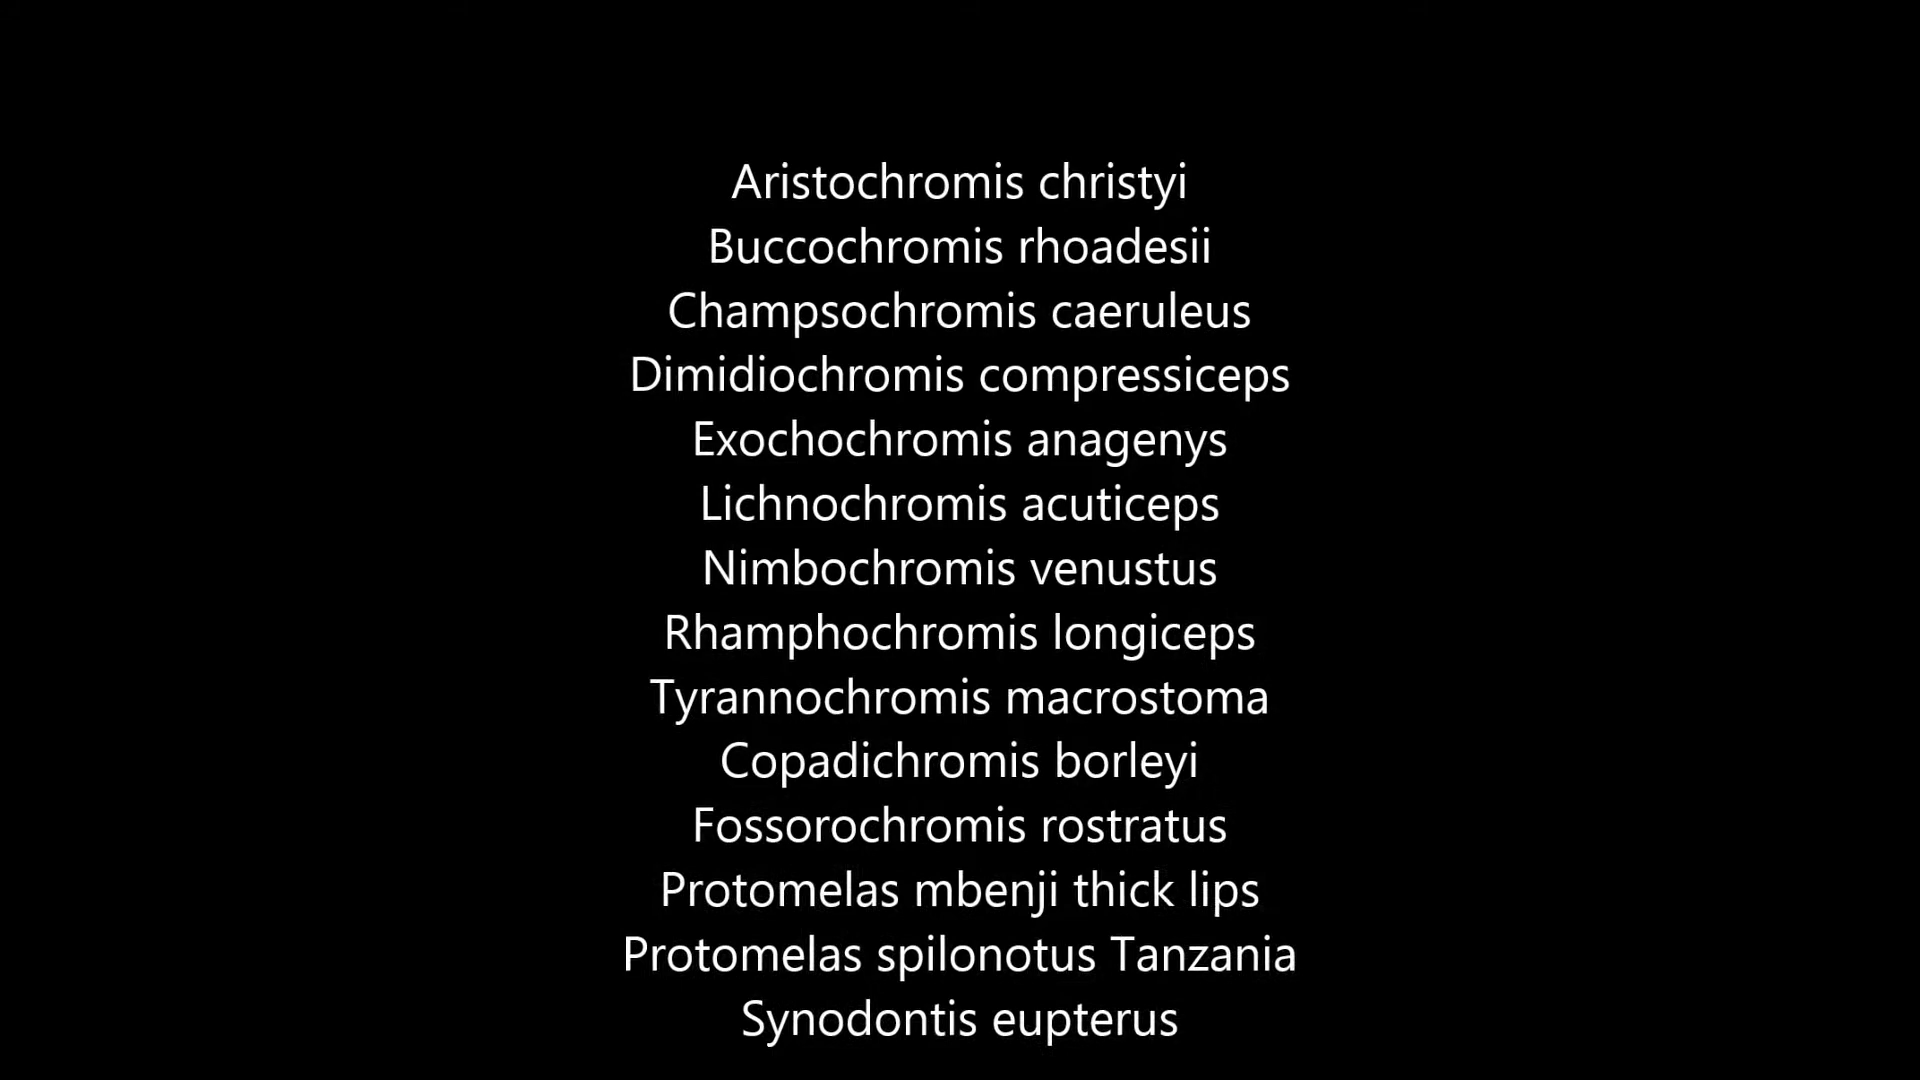 Aristochromis christyi
Buccochromis rhoadesii
Champsochromis caeruleus
Dimidiochromis compressiceps
Exochochromis anagenys
Lichnochromis acuticeps
Nimbochromis venustus
Rhamphochromis longiceps
Tyrannochromis macrostoma
Copadichromis borleyi
Fossorochromis rostratus
Protomelas mbenji thick lips
Protomelas spilonotus Tanzania
Synodontis eupterus